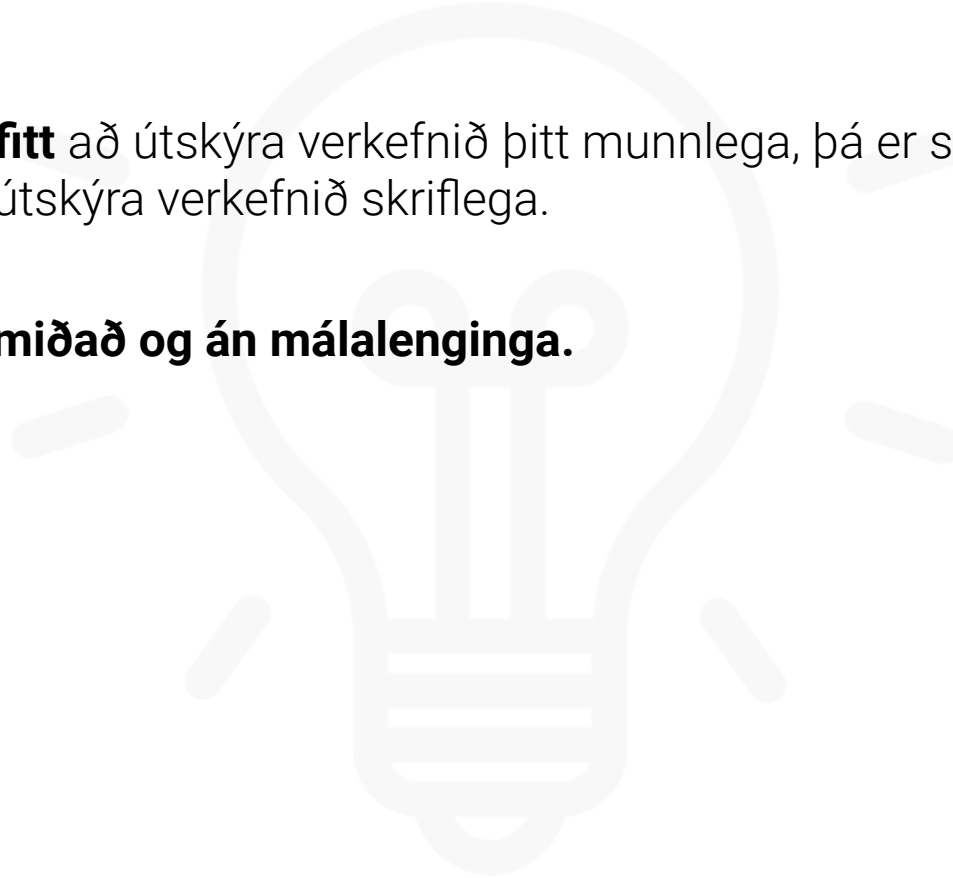 fitt að útskýra verkefnið þitt munnlega, þá er s
útskýra verkefnið skriflega.
miðað og án málalenginga.